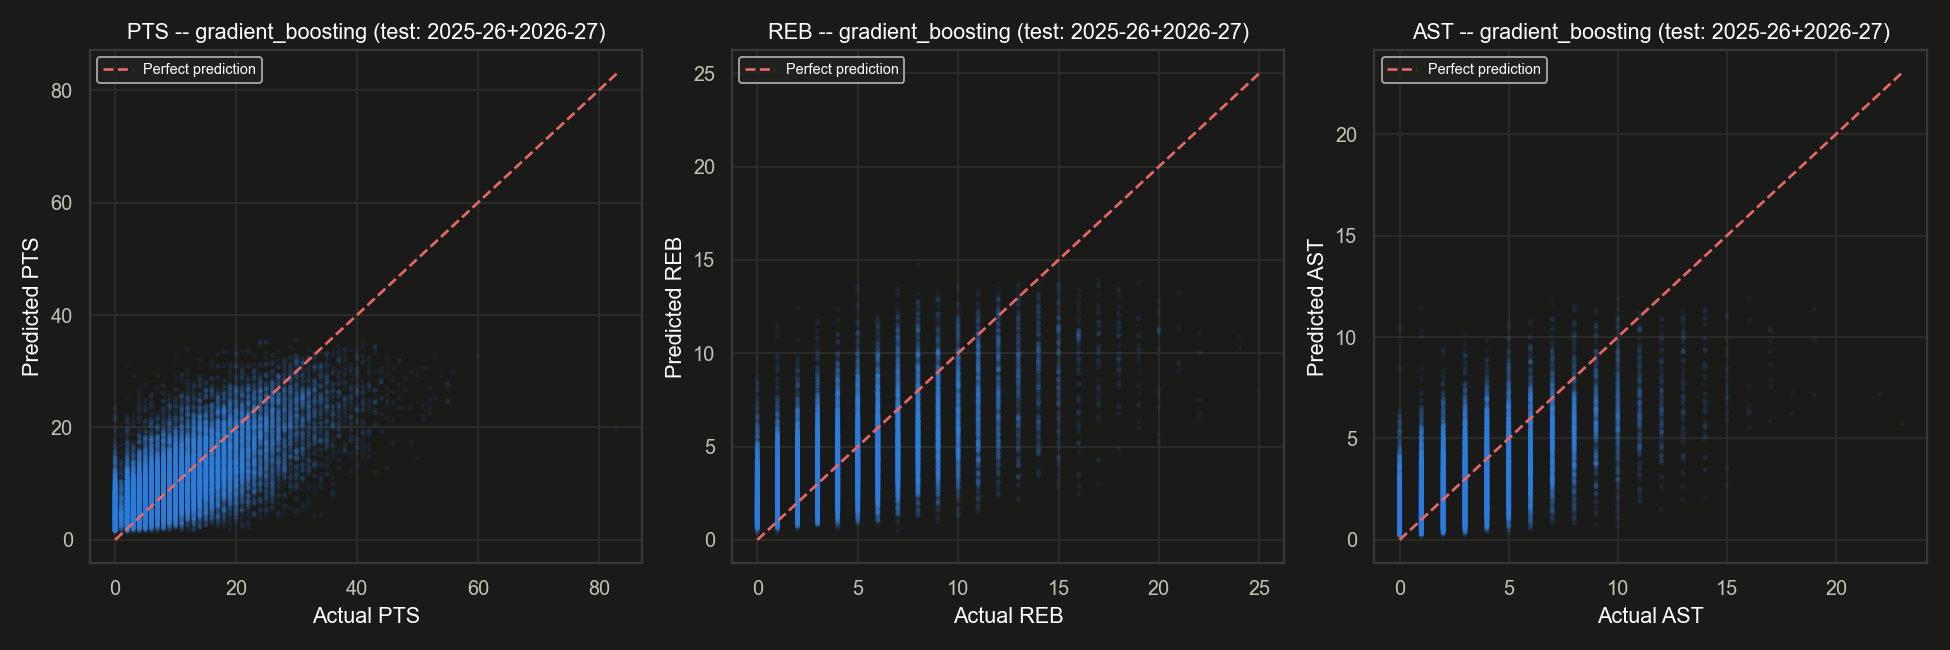 PTS -- gradient_boosting (test: 2025-26+2026-27)
Perfect prediction
80
60
40
20
0
Predicted PTS
0 20 40 60 80
Actual PTS
REB -- gradient_boosting (test: 2025-26+2026-27)
Perfect prediction
25
20
15
10
5
0
Predicted REB
0 5 10 15 20 25
Actual REB
AST -- gradient_boosting (test: 2025-26+2026-27)
Perfect prediction
20
15
10
5
0
Predicted AST
0 5 10 15 20
Actual AST